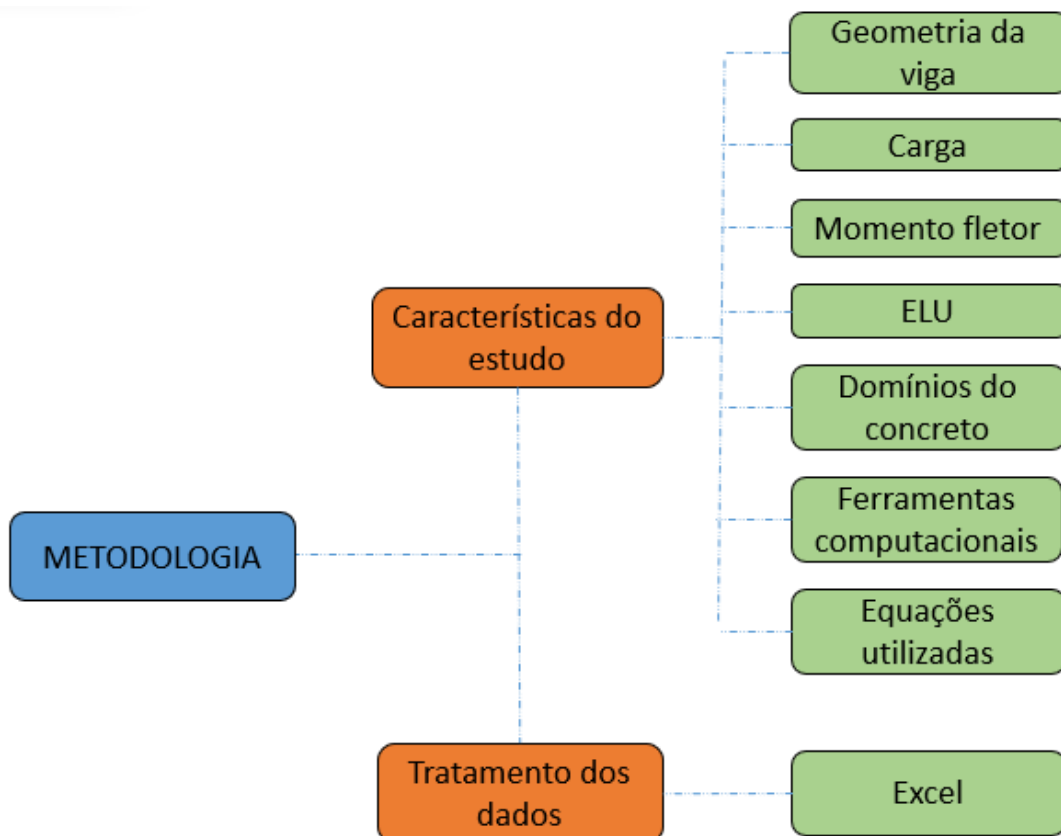 METODOLOGIA
Característícas do
estudo
Geometria da
viga
Carga
Momento fletor
ELU
Domínios do
concreto
Ferramentas
computacionais
Equações
utilizadas
Tratamento dos
dados
Excel